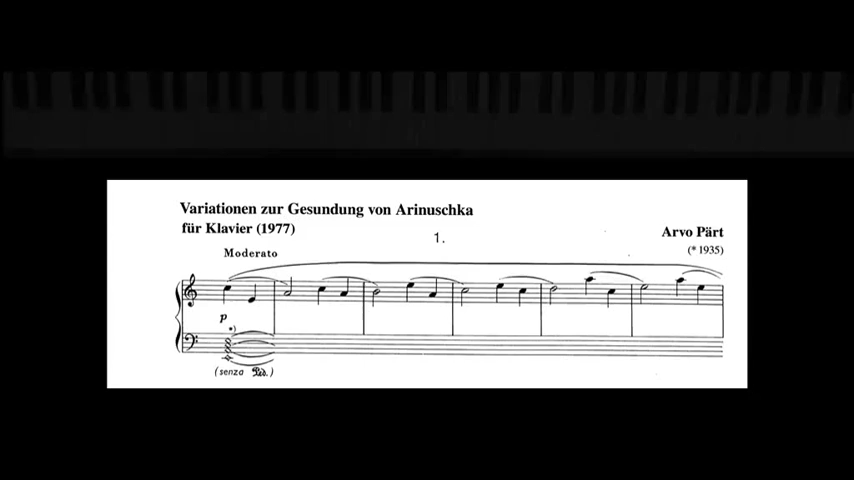 Variationen zur Gesundung von Arinuschka
für Klavier (1977)
Arvo Pärt
1.
(* 1935)
Moderato
p
*)
(senza Ped.)